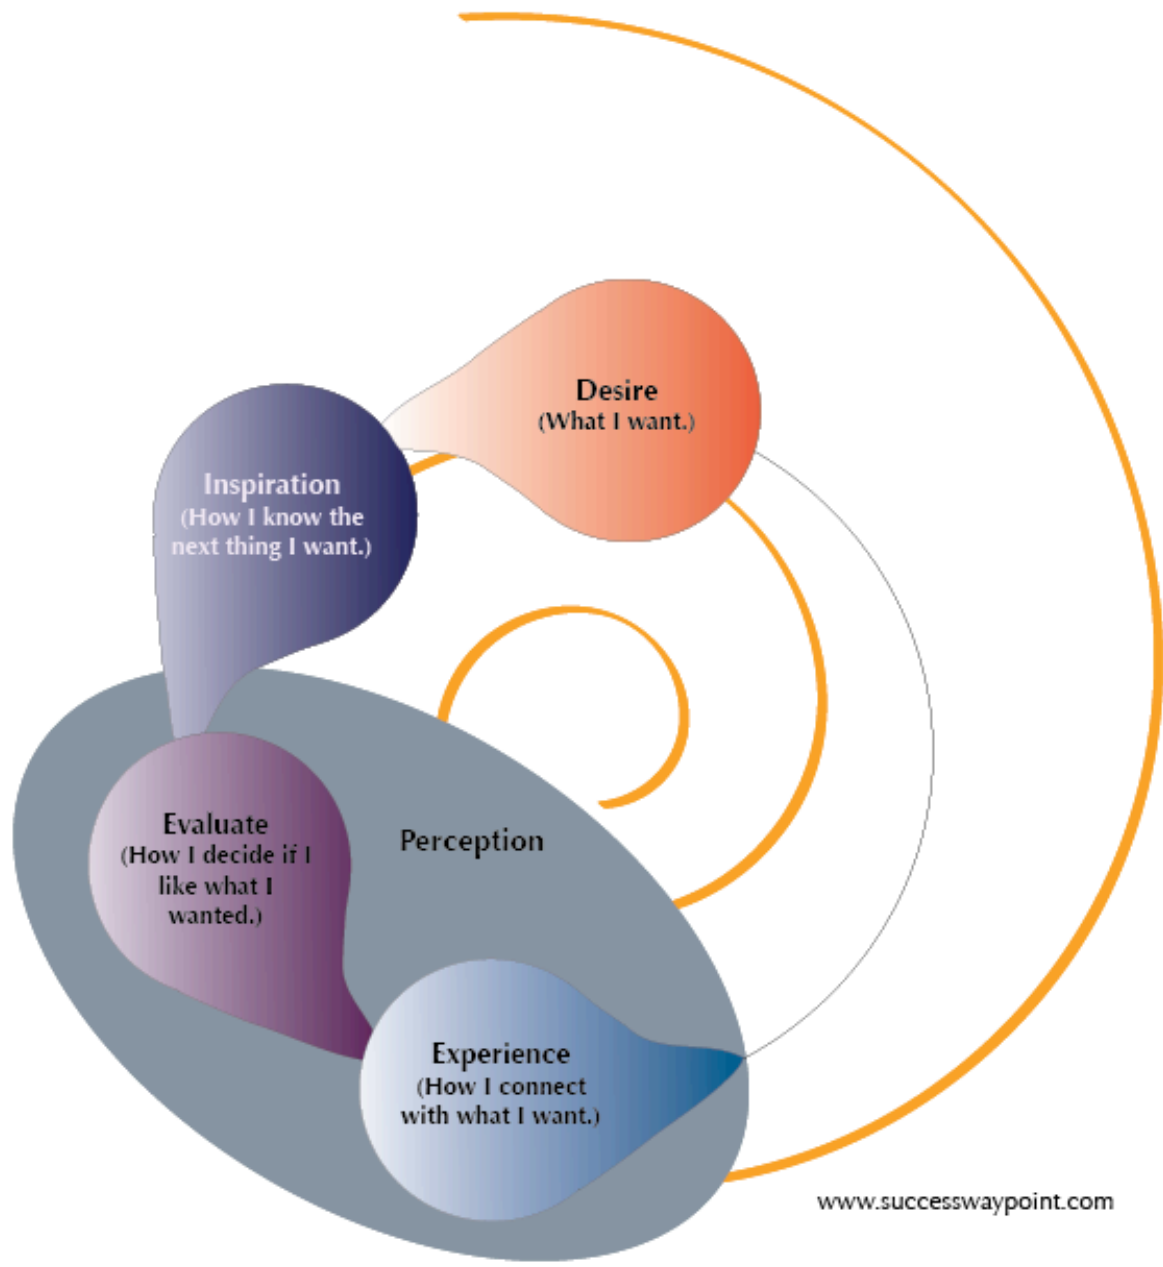 Desire
(What I want.)
Inspiration
(How I know the
next thing I want.)
Evaluate
(How I decide if I
like what I
wanted.)
Perception
Experience
(How I connect
with what I want.)
www.successwaypoint.com